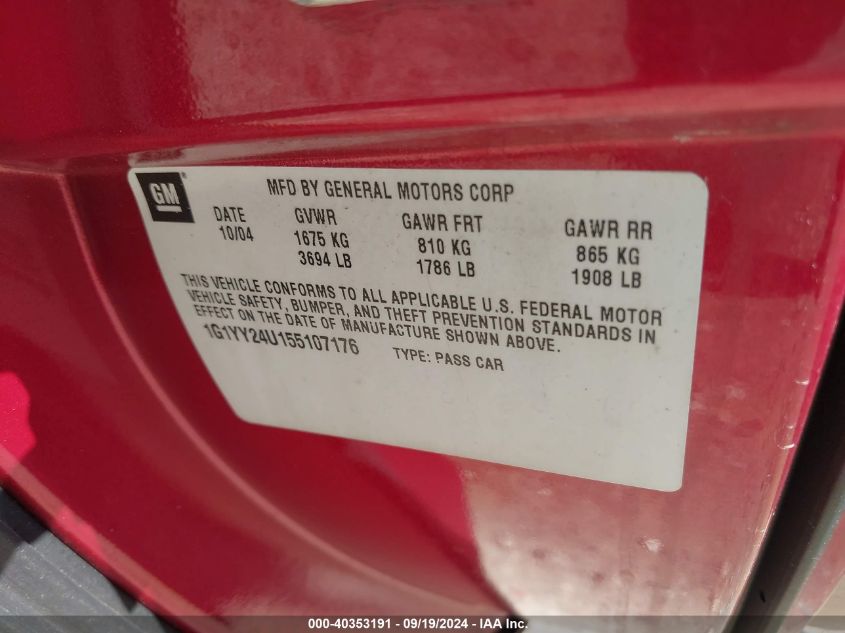 GM
MFD BY GENERAL MOTORS CORP
DATE GVWR GAWR FRT GAWR RR
10/04 1675 KG 810 KG 865 KG
3694 LB 1786 LB 1908 LB
THIS VEHICLE CONFORMS TO ALL APPLICABLE U.S. FEDERAL MOTOR
VEHICLE SAFETY, BUMPER, AND THEFT PREVENTION STANDARDS IN
EFFECT ON THE DATE OF MANUFACTURE SHOWN ABOVE.
1G1YY24U155107176 TYPE: PASS CAR
000-40353191 - 09/19/2024 - IAA Inc.